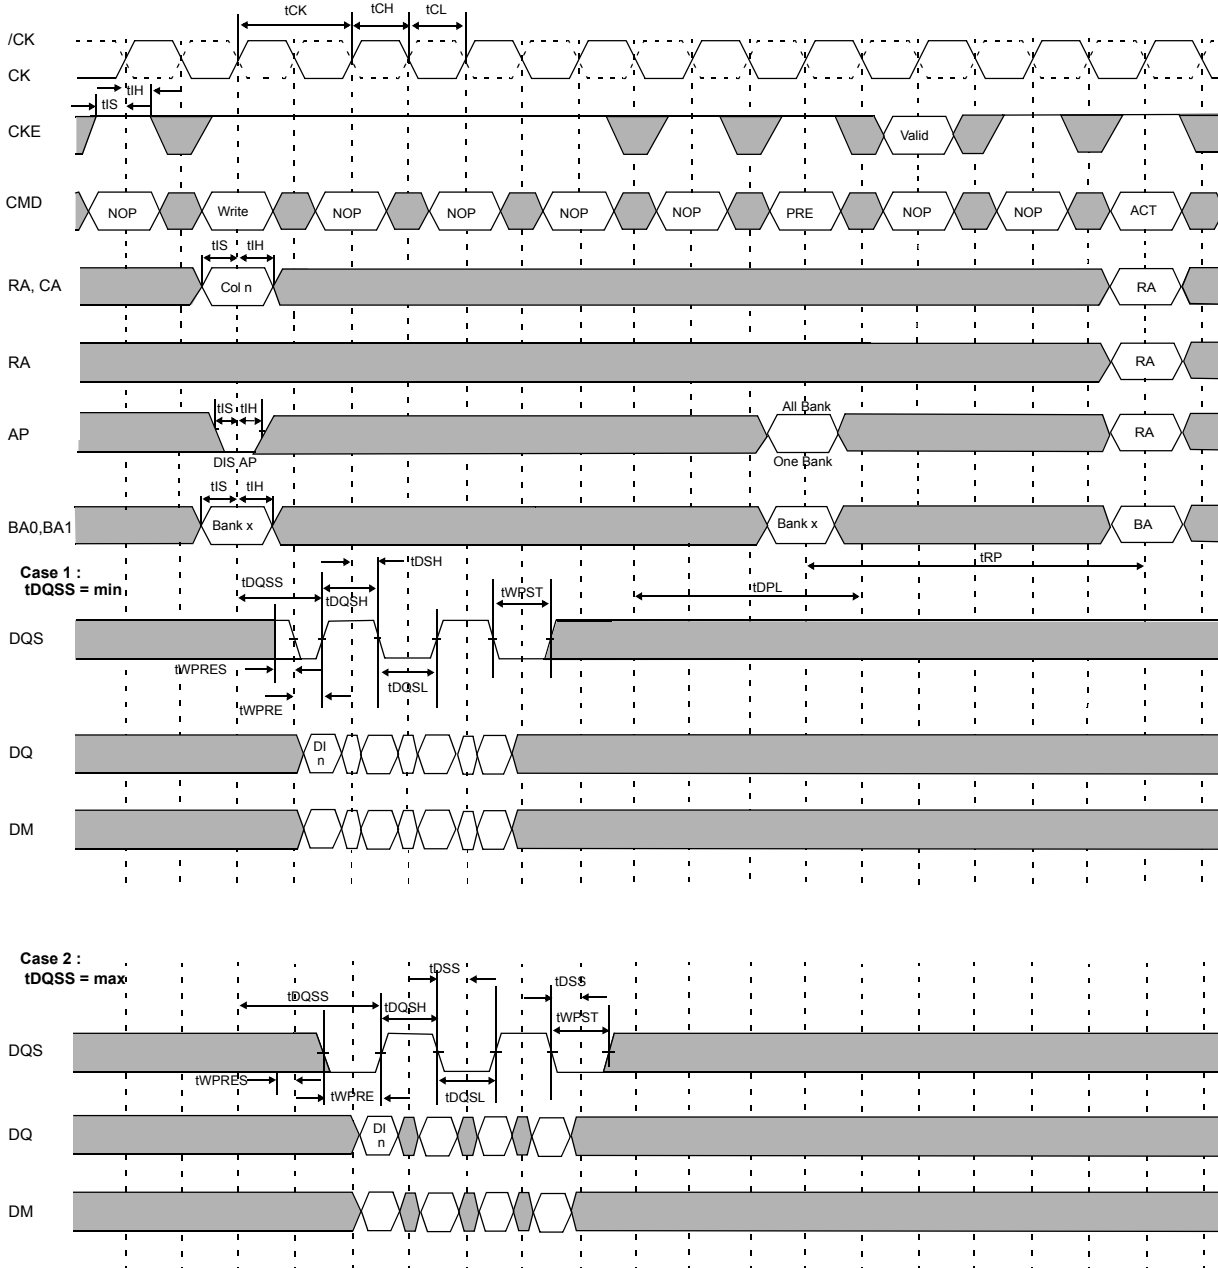 tCK tCH tCL
/CK
CK
tIH
tIS
CKE Valid
CMD NOP Write NOP NOP NOP NOP PRE NOP NOP ACT
tIS tIH
RA, CA Col n RA
RA RA
tIS tIH All Bank
AP RA
DIS AP One Bank
tIS tIH
BA0,BA1 Bank x Bank x BA
tDSH tRP
Case 1 :
tDQSS = min tDQSS tDQSH tWPST tDPL
DQS
tWPRES tDQSL
tWPRE
DQ DI
n
DM
Case 2 :
tDQSS = max tDSS tDSS
tDQSS tDQSH tWPST
DQS
tWPRES tWPRE tDQSL
DQ DI
n
DM